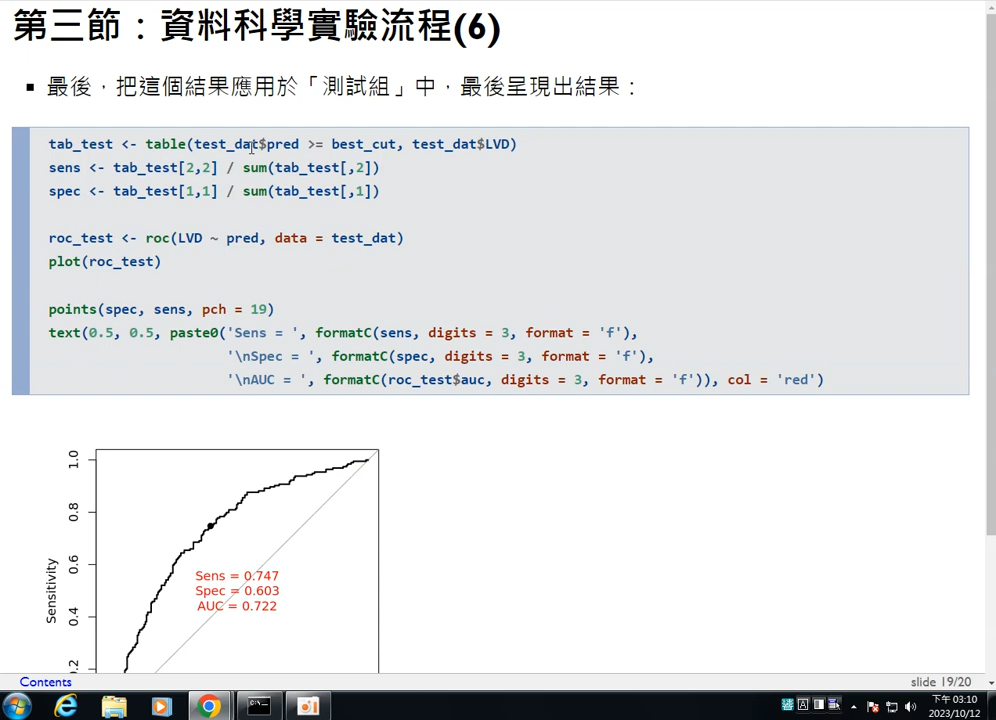 第三節：資料科學實驗流程(6)
最後，把這個結果應用於「測試組」中，最後呈現出結果：
tab_test <- table(test_dat$pred >= best_cut, test_dat$LVD)
sens <- tab_test[2,2] / sum(tab_test[,2])
spec <- tab_test[1,1] / sum(tab_test[,1])
roc_test <- roc(LVD ~ pred, data = test_dat)
plot(roc_test)
points(spec, sens, pch = 19)
text(0.5, 0.5, paste0('Sens = ', formatC(sens, digits = 3, format = 'f'),
'\nSpec = ', formatC(spec, digits = 3, format = 'f'),
'\nAUC = ', formatC(roc_test$auc, digits = 3, format = 'f')), col = 'red')
1.0
0.8
0.6
0.4
Sensitivity
Sens = 0.747
Spec = 0.603
AUC = 0.722
Contents
slide 19/20
下午 03:10
2023/10/12